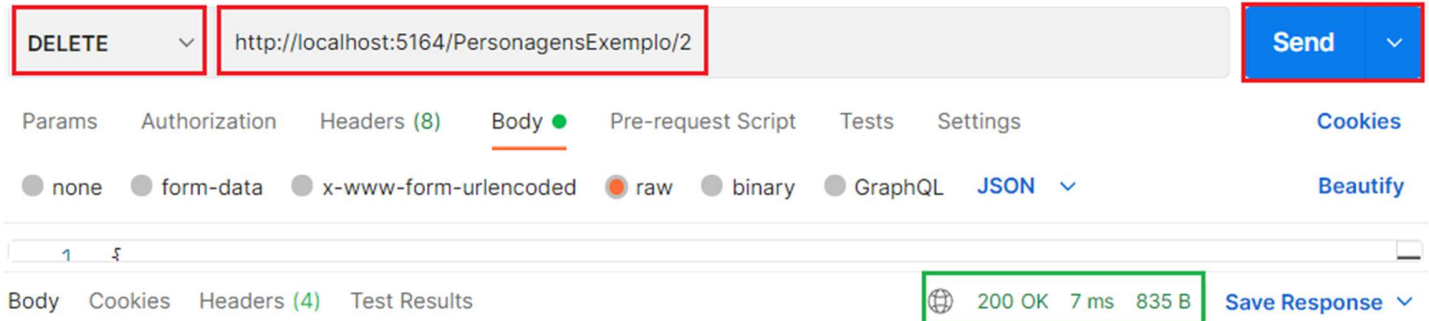 DELETE http://localhost:5164/PersonagensExemplo/2 Send
Params Authorization Headers (8) Body Pre-request Script Tests Settings Cookies
none form-data x-www-form-urlencoded raw binary GraphQL JSON Beautify
1 {
Body Cookies Headers (4) Test Results 200 OK 7 ms 835 B Save Response